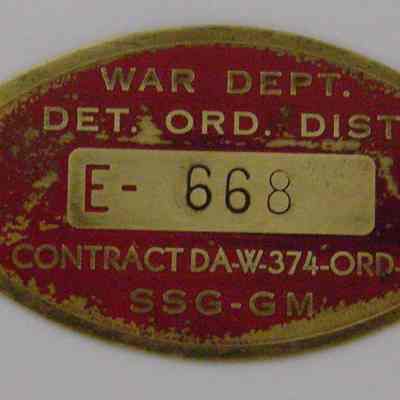 WAR DEPT.
DET. ORD. DIST
E- 668
CONTRACT DA-W-374-ORD-
SSG-GM